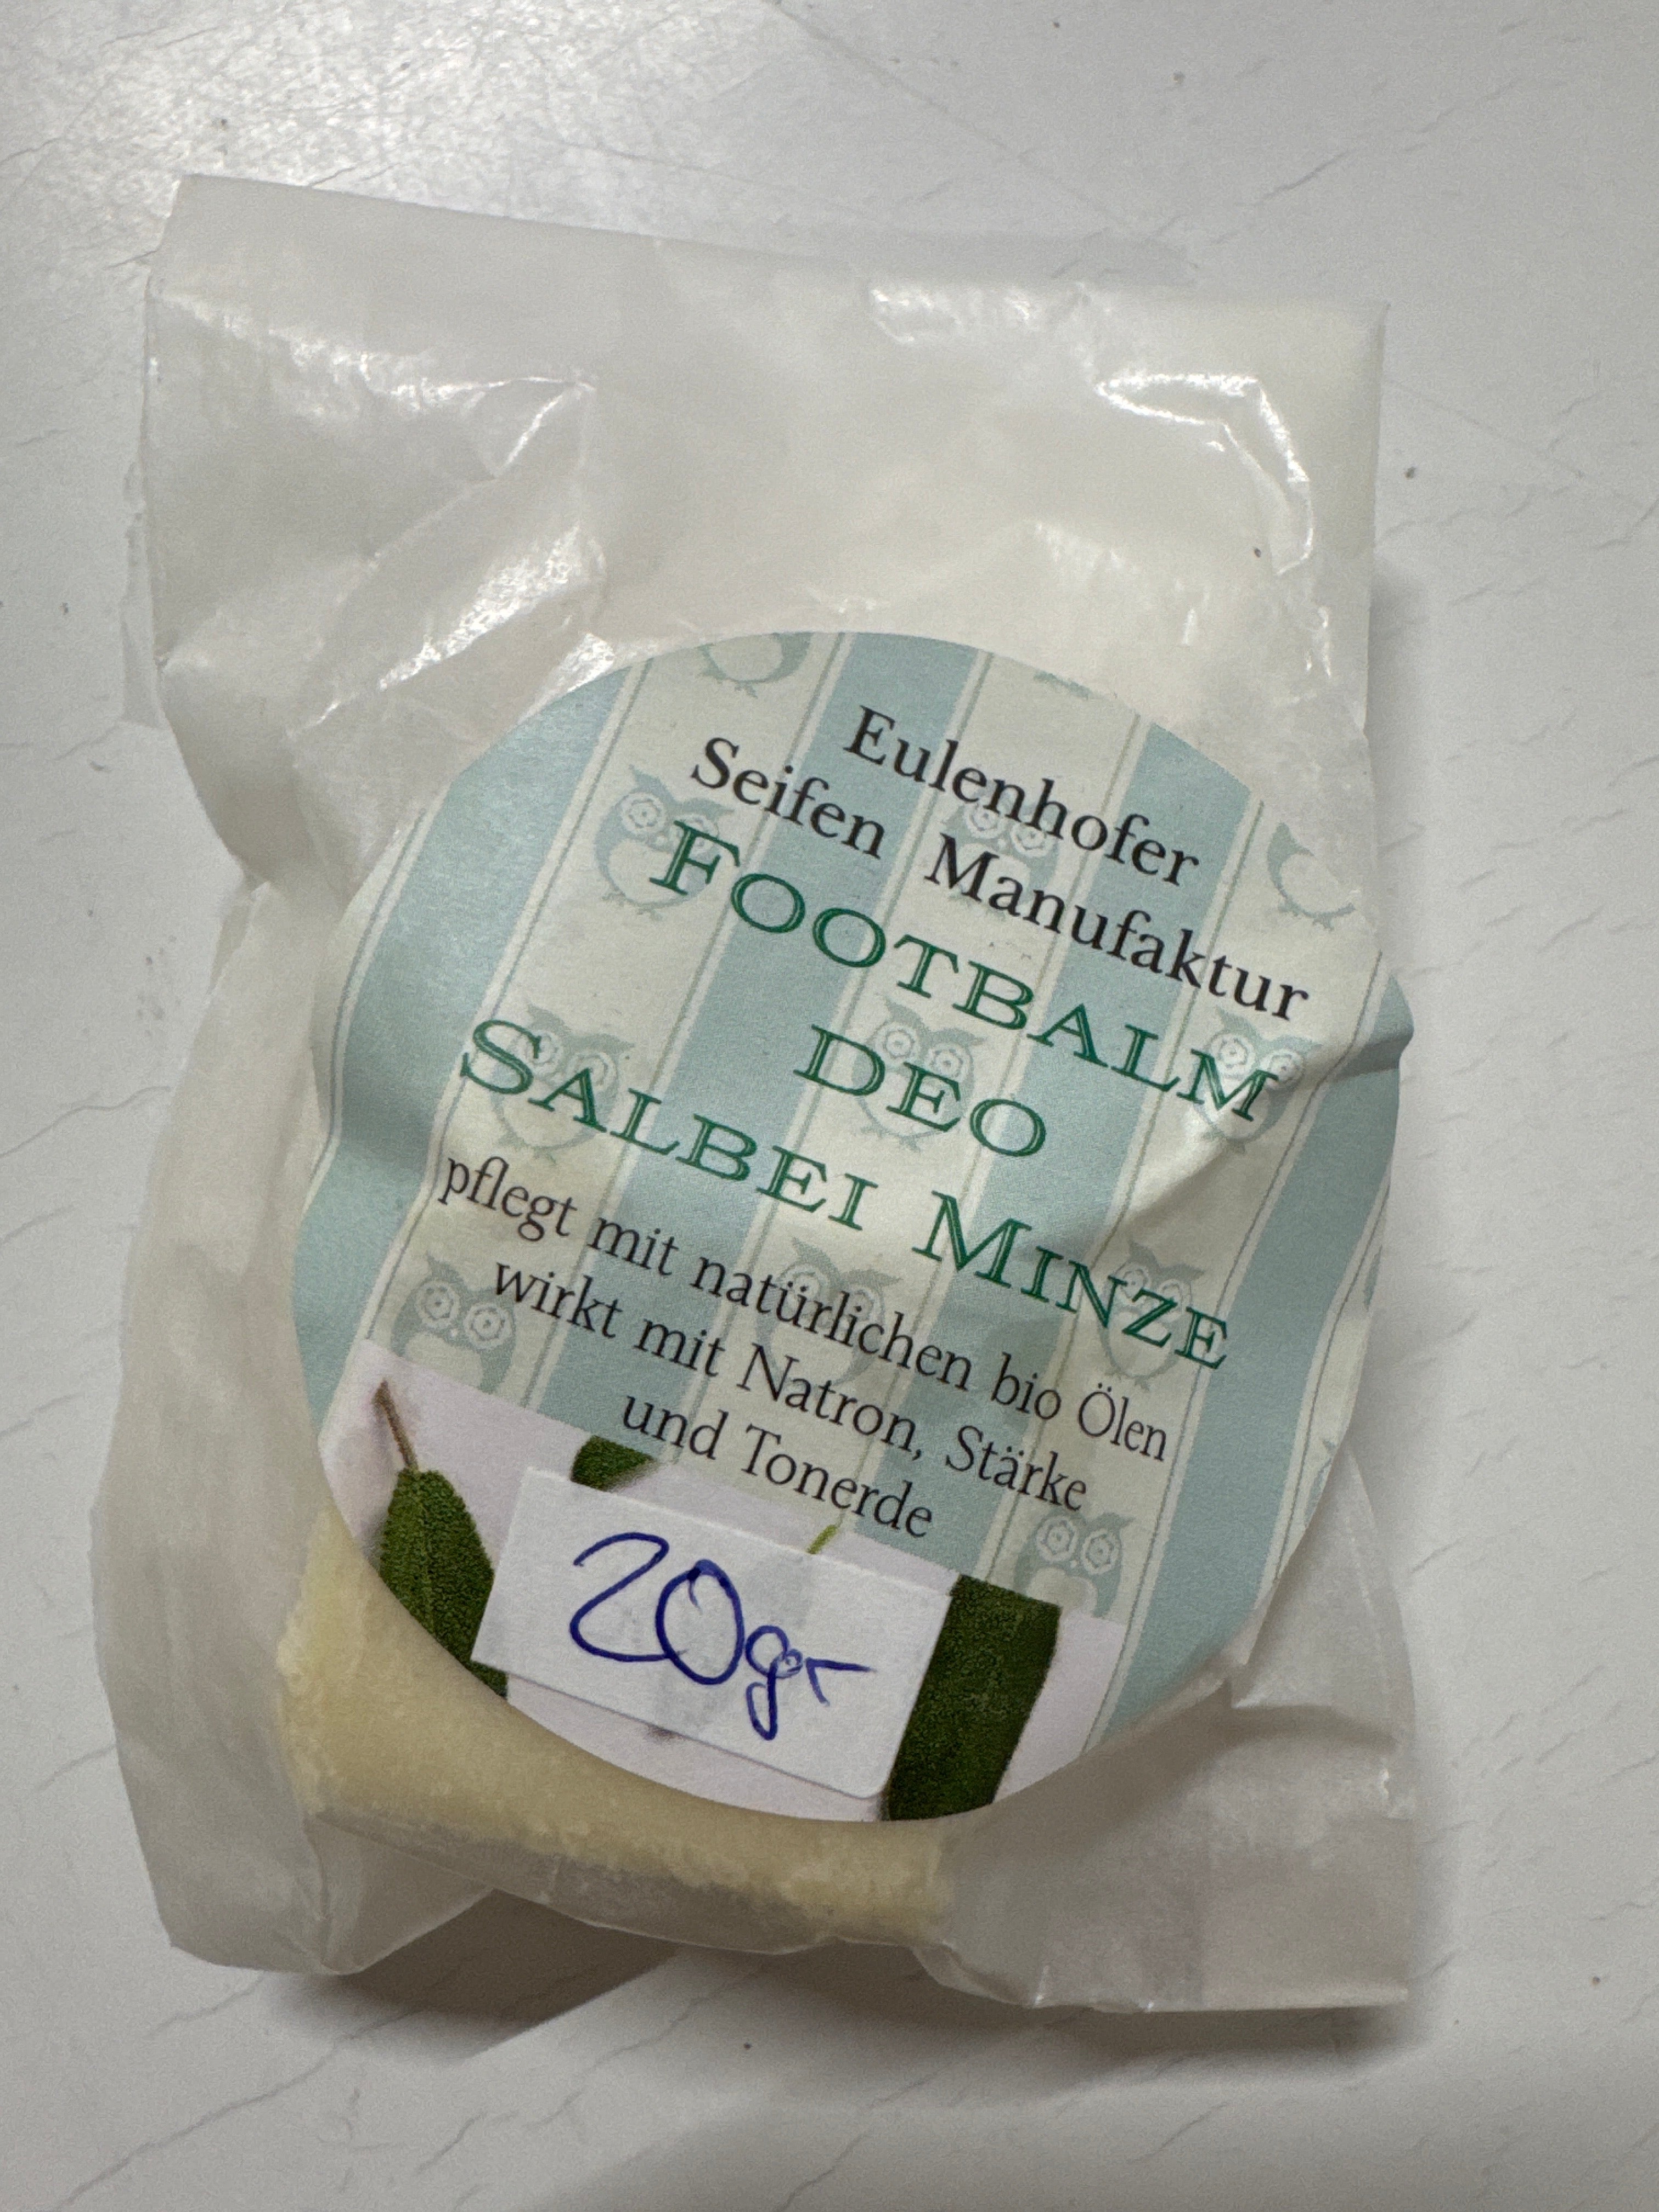 Eulenhofer
Seifen Manufaktur
FOOTBALM
DEO
SALBEI MINZE
pflegt mit natürlichen bio Ölen
wirkt mit Natron, Stärke
und Tonerde
20gr